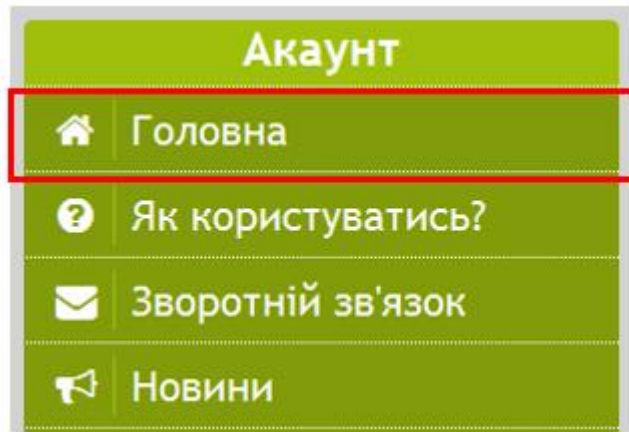 Акаунт
Головна
Як користуватись?
Зворотній зв'язок
Новини